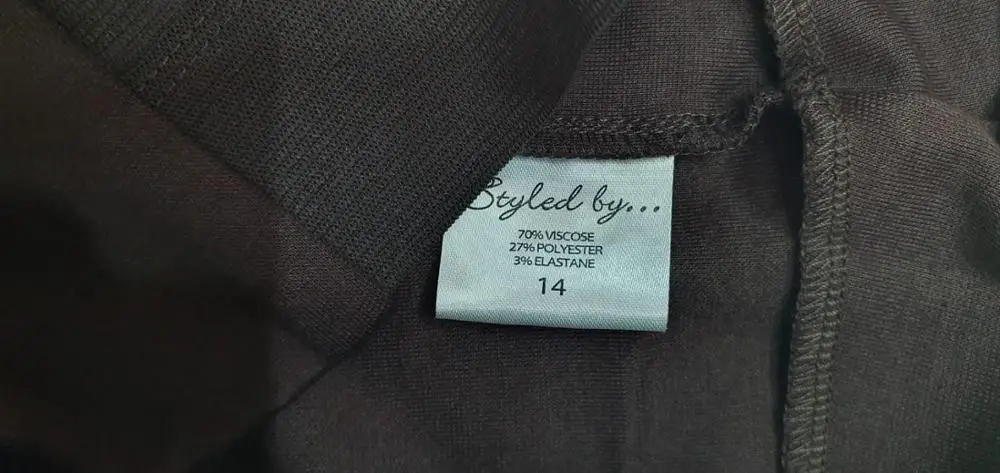 Styled by...
70% VISCOSE
27% POLYESTER
3% ELASTANE
14